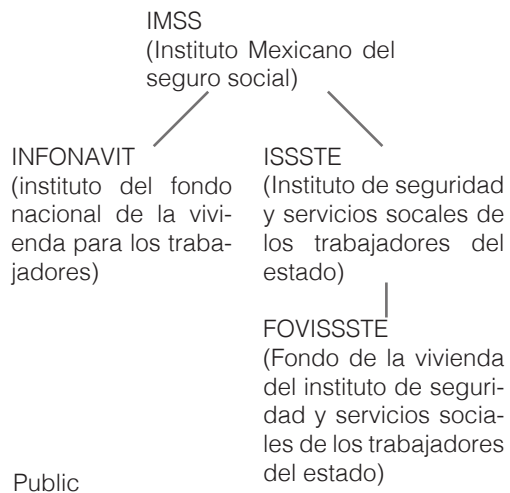 IMSS
(Instituto Mexicano del
seguro social)
INFONAVIT
(instituto del fondo
nacional de la vivi-
enda para los traba-
jadores)
ISSSTE
(Instituto de seguridad
y servicios socales de
los trabajadores del
estado)
FOVISSSTE
(Fondo de la vivienda
del instituto de seguri-
dad y servicios socia-
les de los trabajadores
del estado)
Public